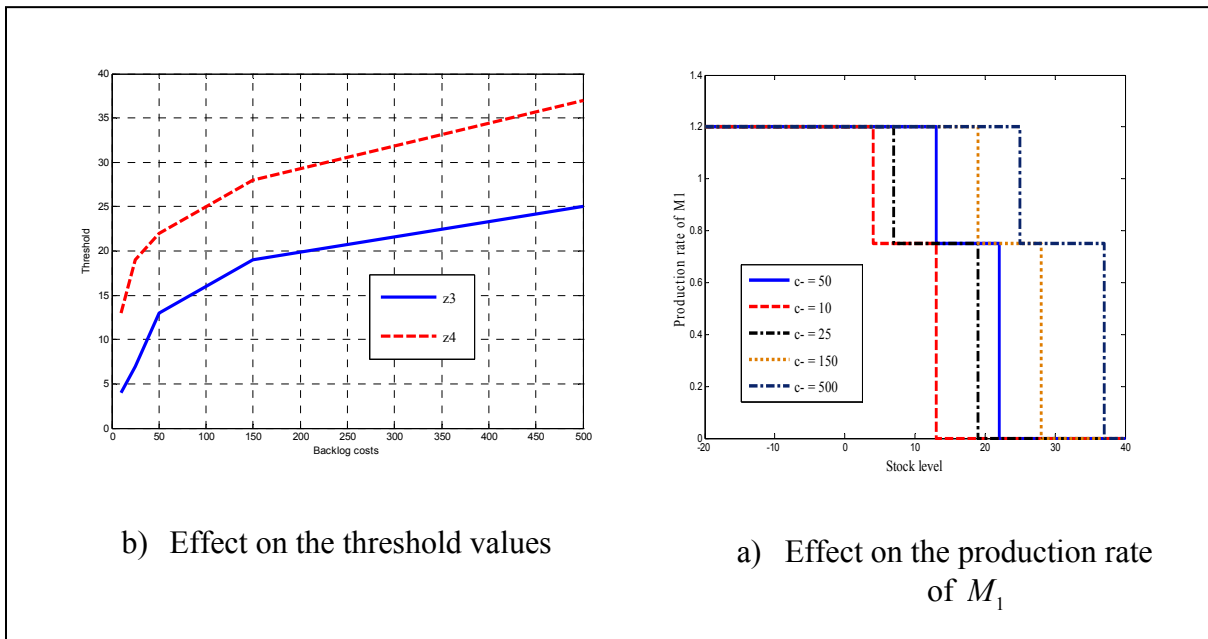 40
35
30
25
20
15
10
5
0
0 50 100 150 200 250 300 350 400 450 500
Threshold
Backlog costs
z3
z4
b) Effect on the threshold values
1.4
1.2
1
0.8
0.6
0.4
0.2
0
-20 -10 0 10 20 30 40
Production rate of M1
Stock level
c- = 50
c- = 10
c- = 25
c- = 150
c- = 500
a) Effect on the production rate
of M₁